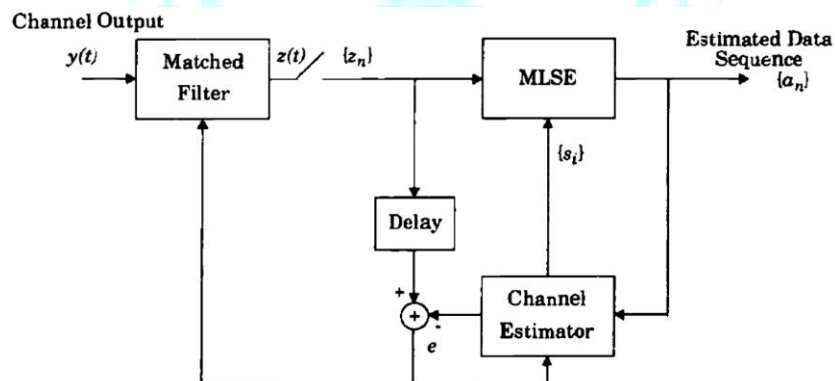 Channel Output
y(t)
Matched
Filter
z(t)
{z_n}
MLSE
Estimated Data
Sequence
{a_n}
{s_i}
Delay
+
+
-
e
Channel
Estimator